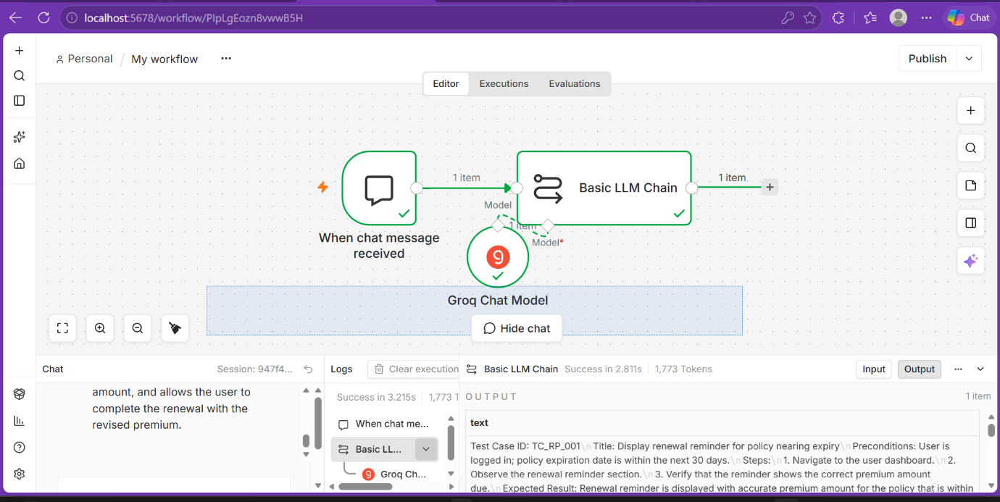 localhost:5678/workflow/PIpLgEozn8vwwB5H
Chat
Personal / My workflow ...
Publish
Editor Executions Evaluations
1 item
1 item
Basic LLM Chain
Model
1 item
Model*
When chat message
received
9
Groq Chat Model
Hide chat
Chat
Session: 947f4...
amount, and allows the user to
complete the renewal with the
revised premium.
Logs
Clear execution
Success in 3.215s
1,773 T
When chat me...
Basic LL...
9
Groq Ch...
Basic LLM Chain Success in 2.811s 1,773 Tokens
Input Output ...
OUTPUT
1 item
text
Test Case ID: TC_RP_001\n Title: Display renewal reminder for policy nearing expiry\n Preconditions: User is
logged in; policy expiration date is within the next 30 days.\n Steps:\n 1. Navigate to the user dashboard.\n 2.
Observe the renewal reminder section.\n 3. Verify that the reminder shows the correct premium amount
due.\n Expected Result: Renewal reminder is displayed with accurate premium amount for the policy that is within